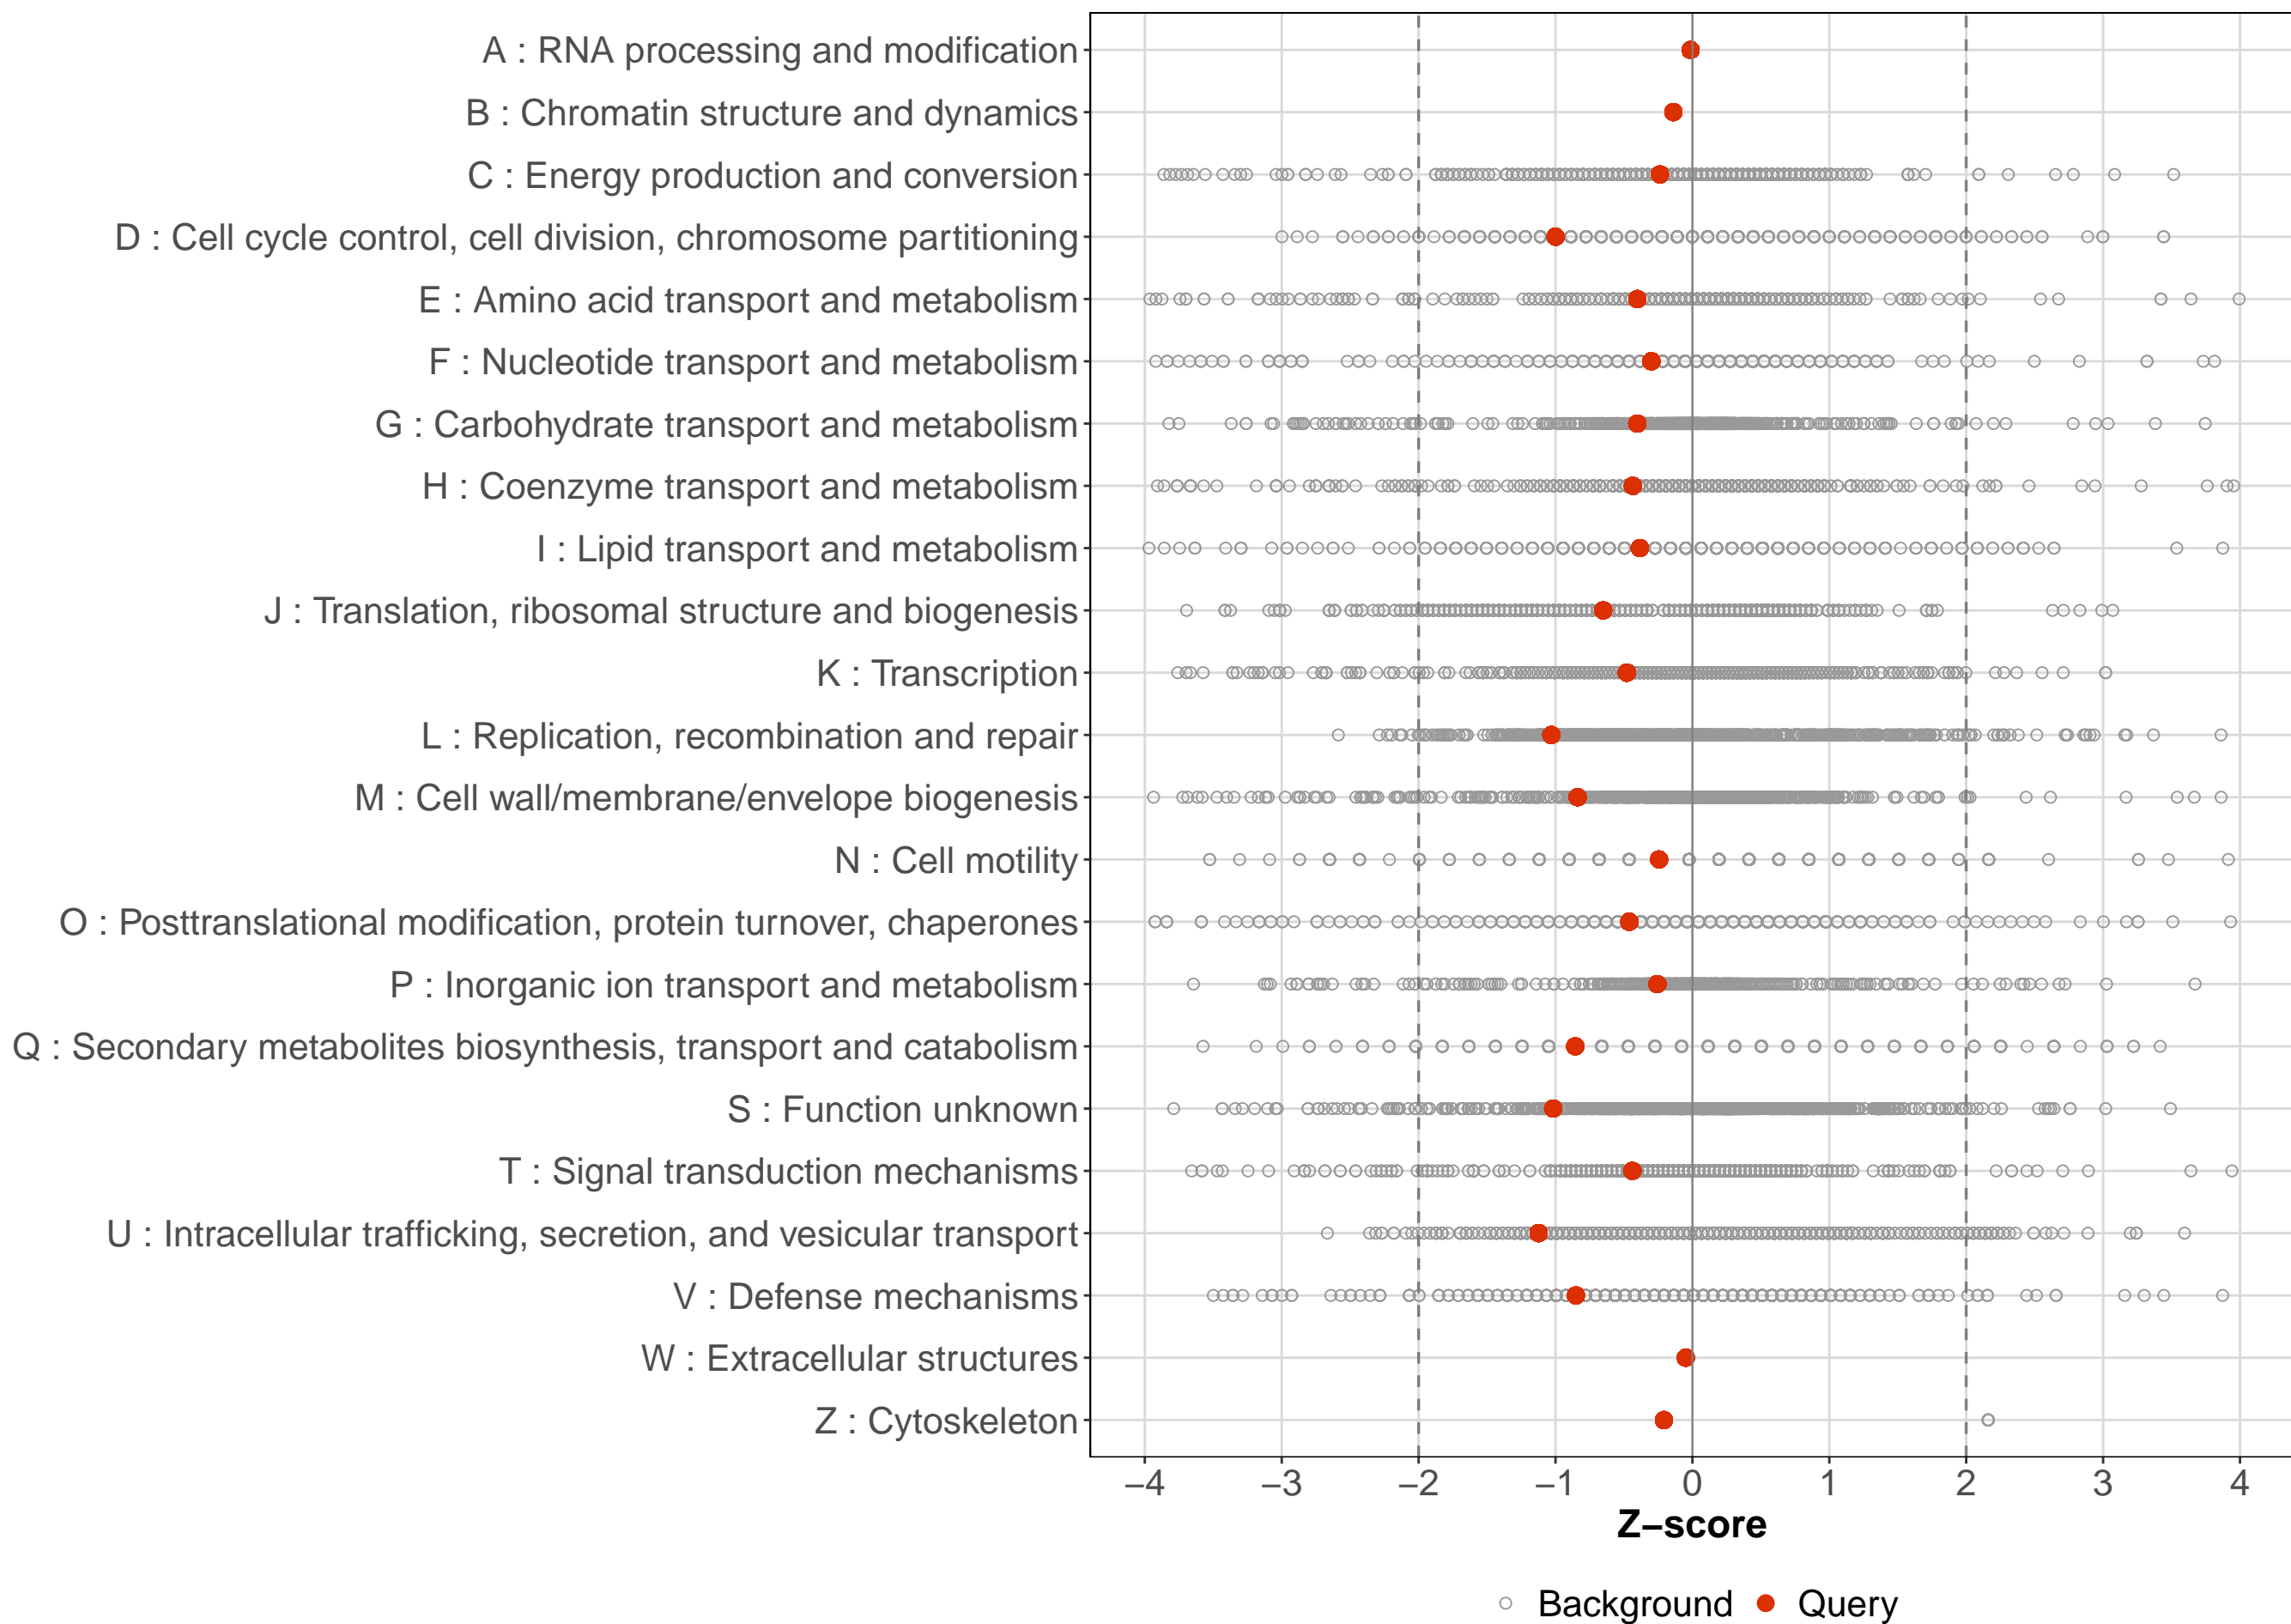 A : RNA processing and modification
B : Chromatin structure and dynamics
C : Energy production and conversion
D : Cell cycle control, cell division, chromosome partitioning
E : Amino acid transport and metabolism
F : Nucleotide transport and metabolism
G : Carbohydrate transport and metabolism
H : Coenzyme transport and metabolism
I : Lipid transport and metabolism
J : Translation, ribosomal structure and biogenesis
K : Transcription
L : Replication, recombination and repair
M : Cell wall/membrane/envelope biogenesis
N : Cell motility
O : Posttranslational modification, protein turnover, chaperones
P : Inorganic ion transport and metabolism
Q : Secondary metabolites biosynthesis, transport and catabolism
S : Function unknown
T : Signal transduction mechanisms
U : Intracellular trafficking, secretion, and vesicular transport
V : Defense mechanisms
W : Extracellular structures
Z : Cytoskeleton
−4 −3 −2 −1 0 1 2 3 4
Z−score
Background Query